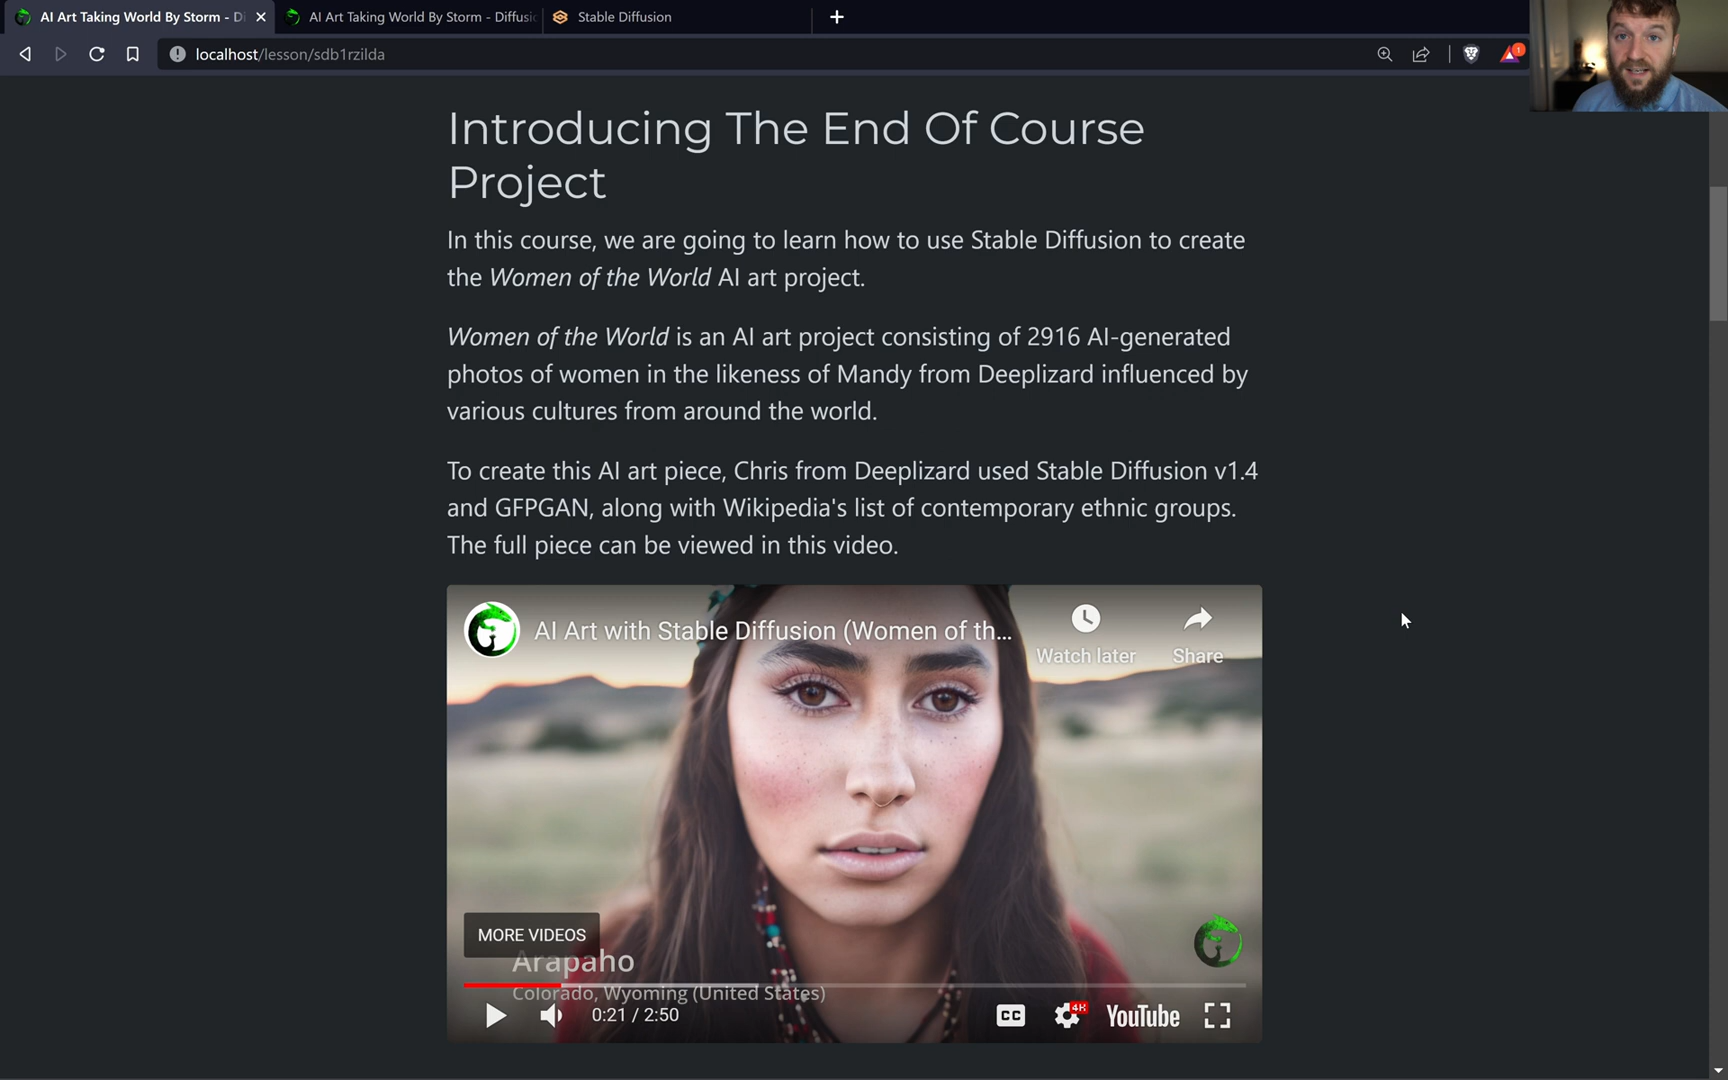 AI Art Taking World By Storm - Di
AI Art Taking World By Storm - Diffusi
Stable Diffusion
localhost/lesson/sdb1rzilda
1
Introducing The End Of Course
Project
In this course, we are going to learn how to use Stable Diffusion to create
the Women of the World AI art project.
Women of the World is an AI art project consisting of 2916 AI-generated
photos of women in the likeness of Mandy from Deeplizard influenced by
various cultures from around the world.
To create this AI art piece, Chris from Deeplizard used Stable Diffusion v1.4
and GFPGAN, along with Wikipedia's list of contemporary ethnic groups.
The full piece can be viewed in this video.
AI Art with Stable Diffusion (Women of th...
Watch later
Share
MORE VIDEOS
Arapaho
Colorado, Wyoming (United States)
0:21 / 2:50
CC
4K
YouTube